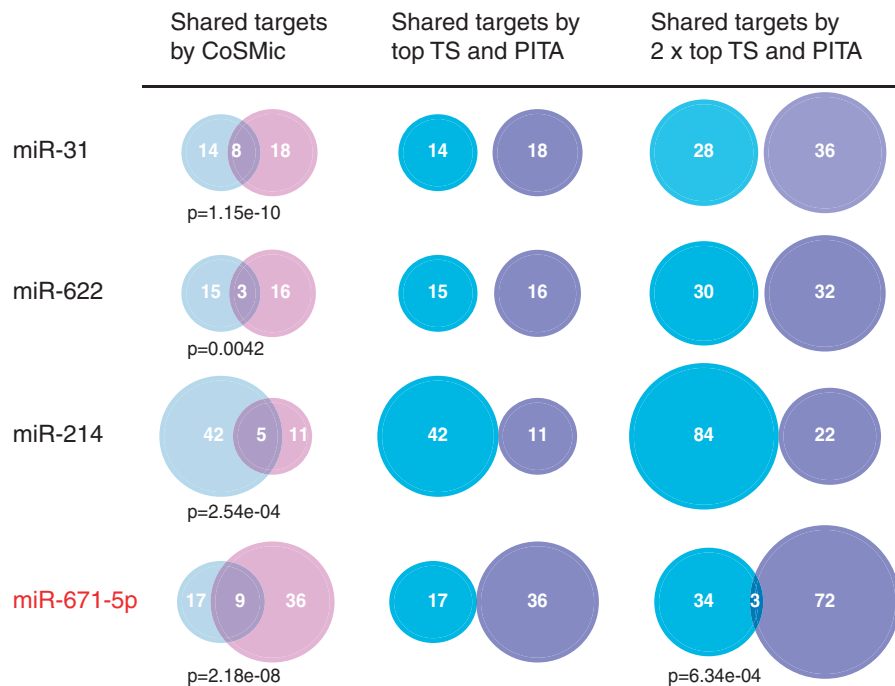 Shared targets by CoSMic
Shared targets by top TS and PITA
Shared targets by 2 x top TS and PITA
miR-31
14 8 18
p=1.15e-10
14 18
28 36
miR-622
15 3 16
p=0.0042
15 16
30 32
miR-214
42 5 11
p=2.54e-04
42 11
84 22
miR-671-5p
17 9 36
p=2.18e-08
17 36
34 3 72
p=6.34e-04